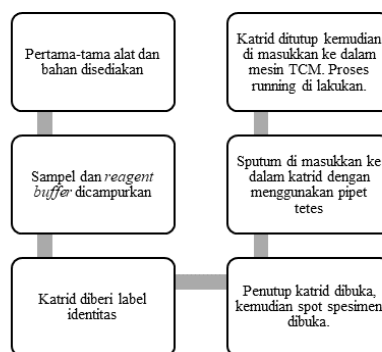 Pertama-tama alat dan
bahan disediakan
Sampel dan reagent
buffer dicampurkan
Katrid diberi label
identitas
Penutup katrid dibuka,
kemudian spot spesimen
dibuka.
Sputum di masukkan ke
dalam katrid dengan
menggunakan pipet
tetes
Katrid ditutup kemudian
di masukkan ke dalam
mesin TCM. Proses
running di lakukan.